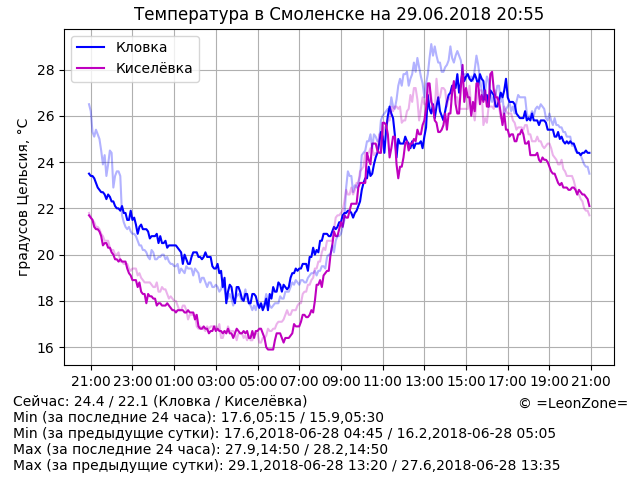 Температура в Смоленске на 29.06.2018 20:55
Кловка
Киселёвка
градусов Цельсия, °C
28
26
24
22
20
18
16
21:00 23:00 01:00 03:00 05:00 07:00 09:00 11:00 13:00 15:00 17:00 19:00 21:00
Сейчас: 24.4 / 22.1 (Кловка / Киселёвка)
© =LeonZone=
Min (за последние 24 часа): 17.6,05:15 / 15.9,05:30
Min (за предыдущие сутки): 17.6,2018-06-28 04:45 / 16.2,2018-06-28 05:05
Max (за последние 24 часа): 27.9,14:50 / 28.2,14:50
Max (за предыдущие сутки): 29.1,2018-06-28 13:20 / 27.6,2018-06-28 13:35